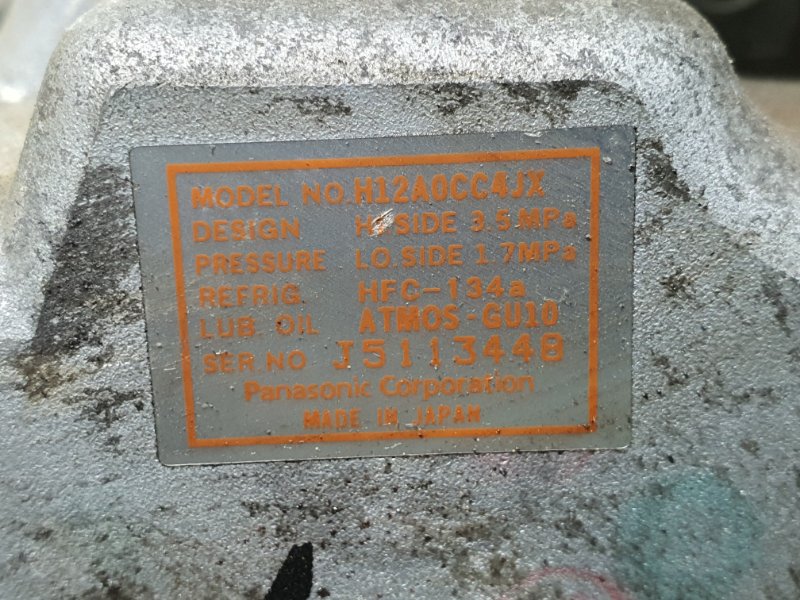 MODEL NO. H12A0CC4JX
DESIGN HI SIDE 3.5MPa
PRESSURE LO.SIDE 1.7MPa
REFRIG. HFC-134a
LUB. OIL ATMOS-GU10
SER.NO J5113448
Panasonic Corporation
MADE IN JAPAN